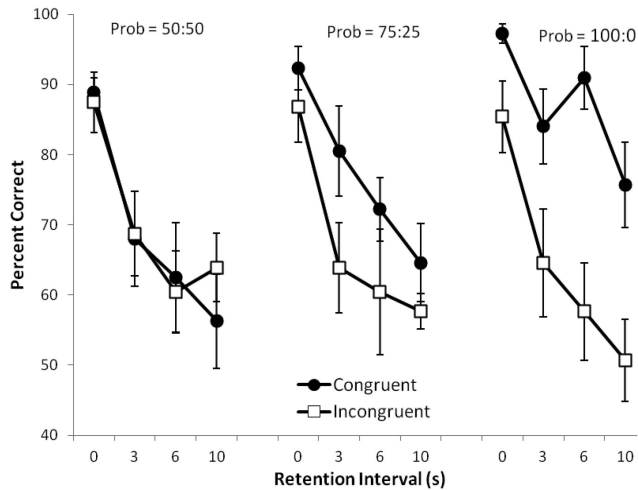 100
90
80
70
60
50
40
Percent Correct
Prob = 50:50
Prob = 75:25
Prob = 100:0
Congruent
Incongruent
0 3 6 10 0 3 6 10 0 3 6 10
Retention Interval (s)